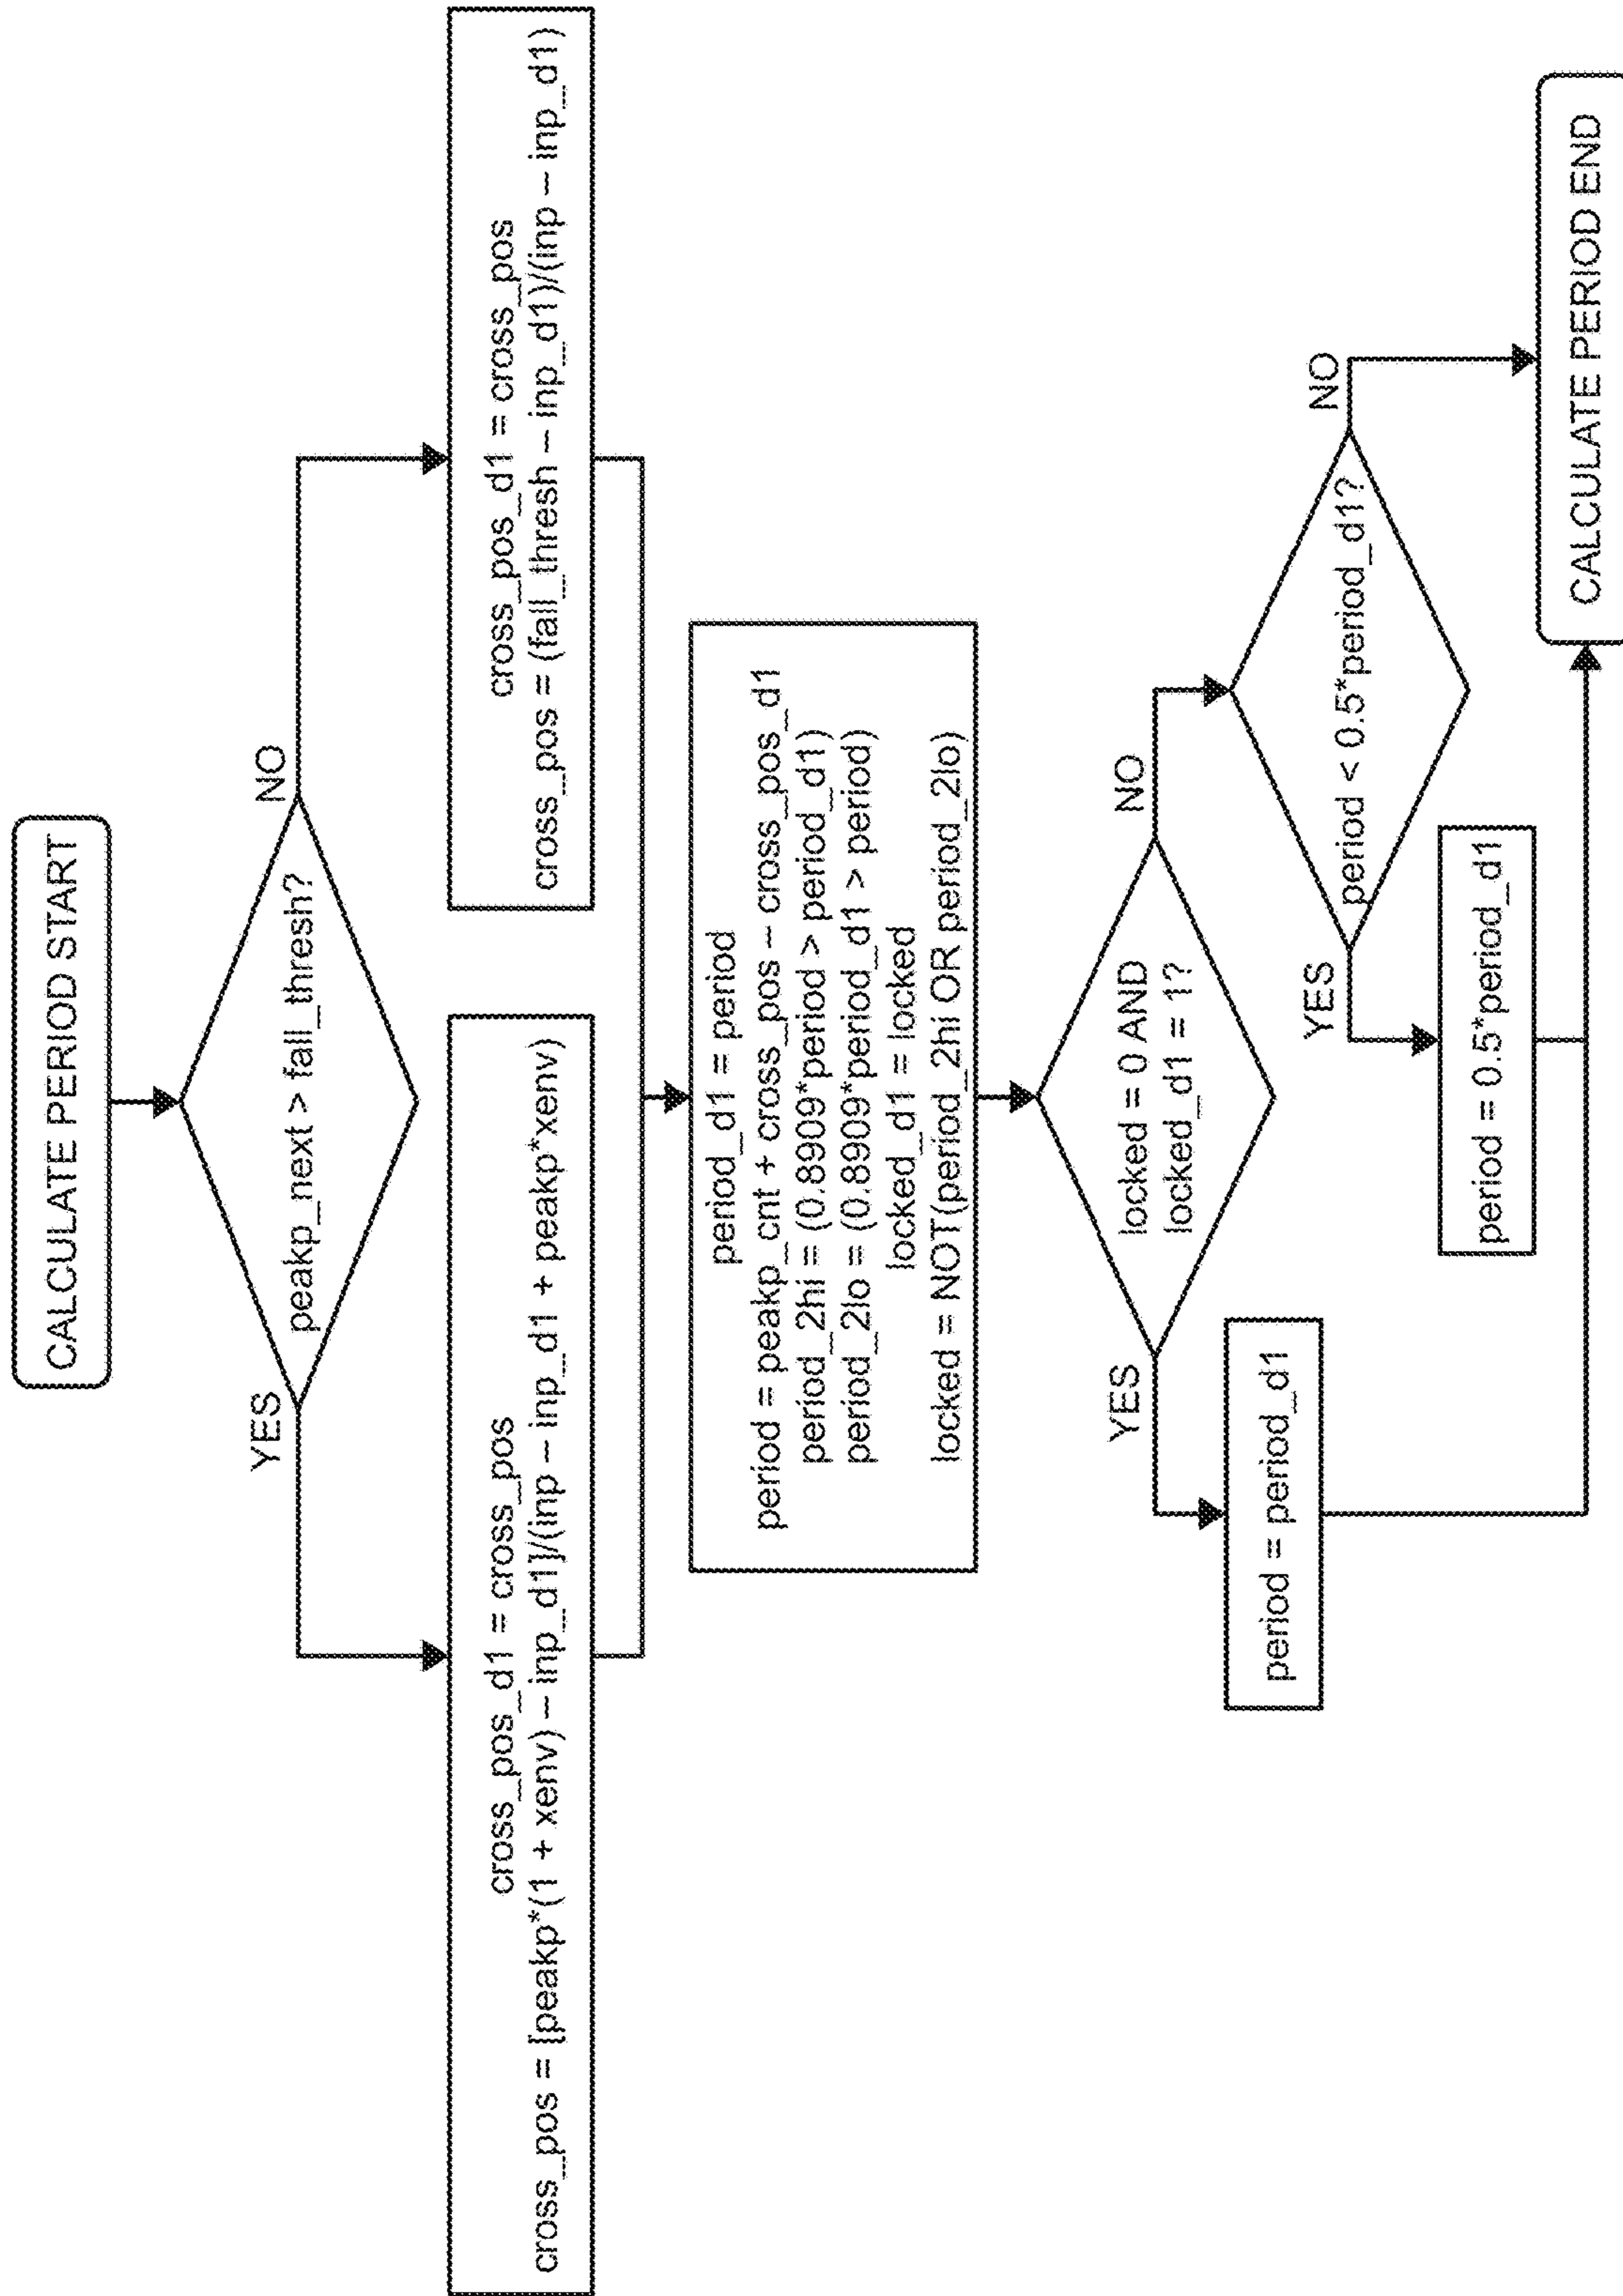 CALCULATE PERIOD START
peakp_next > fall_thresh?
YES
NO
cross_pos_d1 = cross_pos
cross_pos = [peakp*(1 + xenv) – inp_d1]/(inp – inp_d1 + peakp*xenv)
cross_pos_d1 = cross_pos
cross_pos = (fall_thresh – inp_d1)/(inp – inp_d1)
period_d1 = period
period = peakp_cnt + cross_pos – cross_pos_d1
period_2hi = (0.8909*period > period_d1)
period_2lo = (0.8909*period_d1 > period)
locked_d1 = locked
locked = NOT(period_2hi OR period_2lo)
locked = 0 AND
locked_d1 = 1?
YES
NO
period = period_d1
period < 0.5*period_d1?
YES
NO
period = 0.5*period_d1
CALCULATE PERIOD END